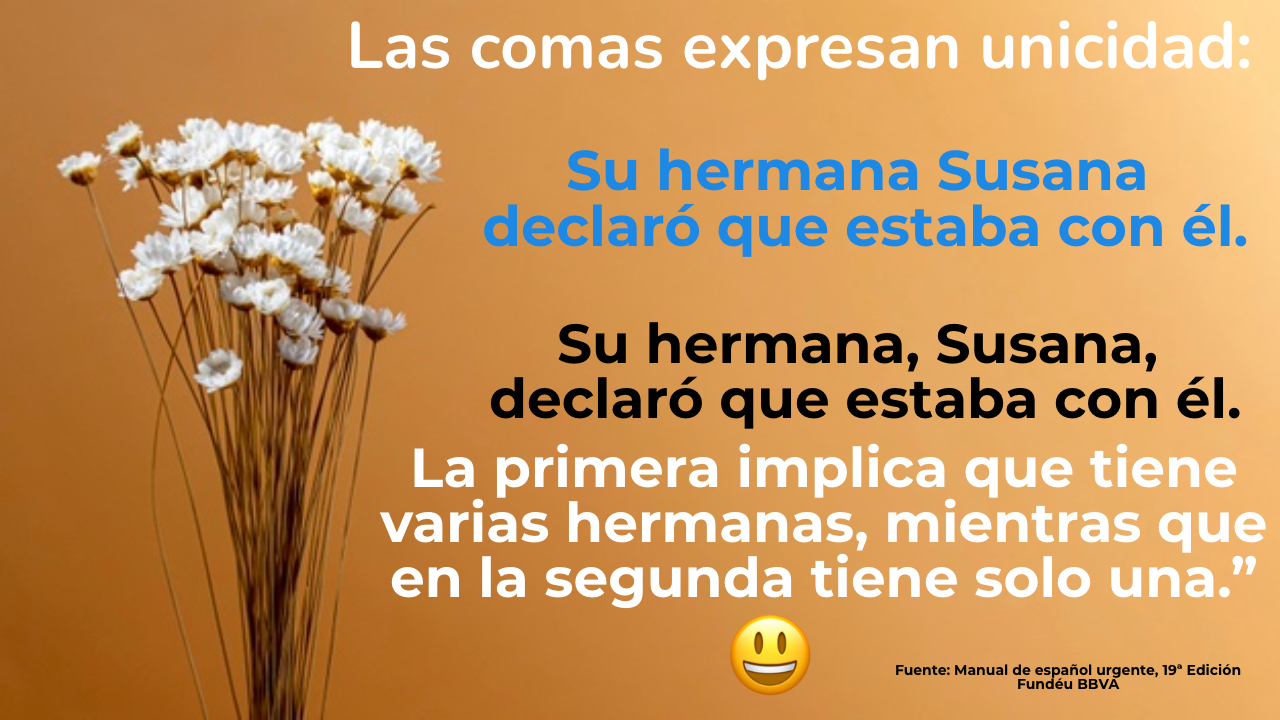 Las comas expresan unicidad:
Su hermana Susana
declaró que estaba con él.
Su hermana, Susana,
declaró que estaba con él.
La primera implica que tiene
varias hermanas, mientras que
en la segunda tiene solo una.”
Fuente: Manual de español urgente, 19ª Edición
Fundéu BBVA